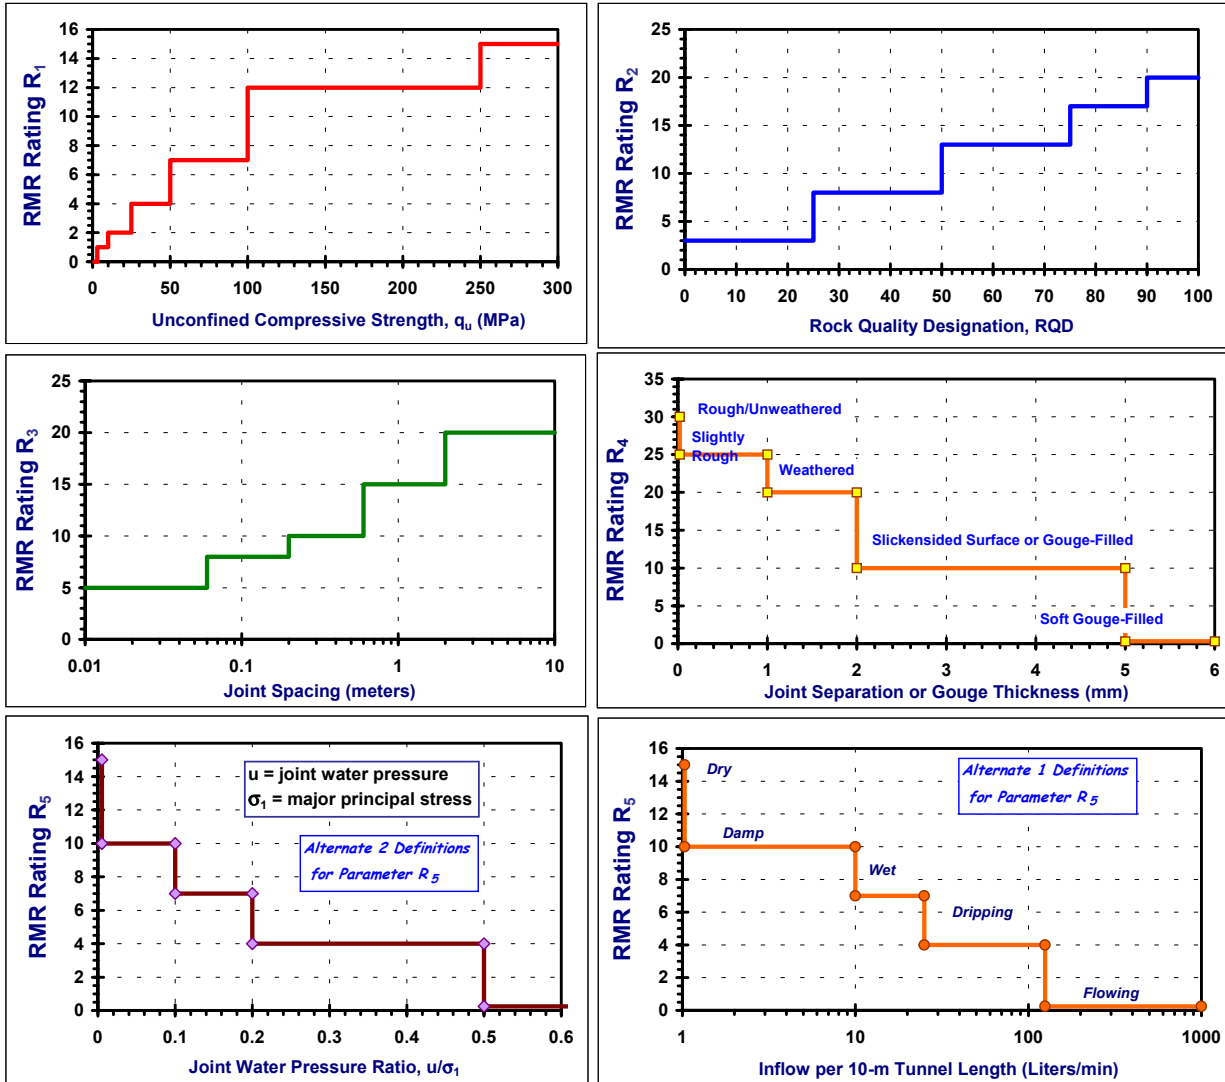 16
14
12
10
8
6
4
2
0
RMR Rating R1
0 50 100 150 200 250 300
Unconfined Compressive Strength, qu (MPa)
25
20
15
10
5
0
RMR Rating R2
0 10 20 30 40 50 60 70 80 90 100
Rock Quality Designation, RQD
25
20
15
10
5
0
RMR Rating R3
0.01 0.1 1 10
Joint Spacing (meters)
35
30
25
20
15
10
5
0
RMR Rating R4
Rough/Unweathered
Slightly
Rough
Weathered
Slickensided Surface or Gouge-Filled
Soft Gouge-Filled
0 1 2 3 4 5 6
Joint Separation or Gouge Thickness (mm)
16
14
12
10
8
6
4
2
0
RMR Rating R5
u = joint water pressure
σ1 = major principal stress
Alternate 2 Definitions
for Parameter R5
0 0.1 0.2 0.3 0.4 0.5 0.6
Joint Water Pressure Ratio, u/σ1
16
14
12
10
8
6
4
2
0
RMR Rating R5
Dry
Alternate 1 Definitions
for Parameter R5
Damp
Wet
Dripping
Flowing
1 10 100 1000
Inflow per 10-m Tunnel Length (Liters/min)